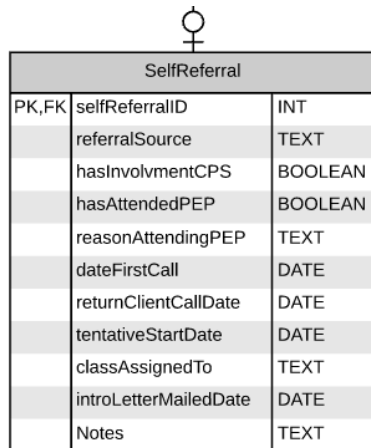 SelfReferral
PK,FK selfReferralID INT
referralSource TEXT
hasInvolvmentCPS BOOLEAN
hasAttendedPEP BOOLEAN
reasonAttendingPEP TEXT
dateFirstCall DATE
returnClientCallDate DATE
tentativeStartDate DATE
classAssignedTo TEXT
introLetterMailedDate DATE
Notes TEXT